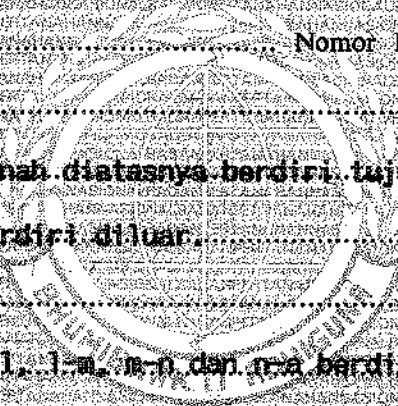 Nomor
nah diatasnya berdiri tuj
rdiri diluar.
l, l-m, m-n dan n-a berdi